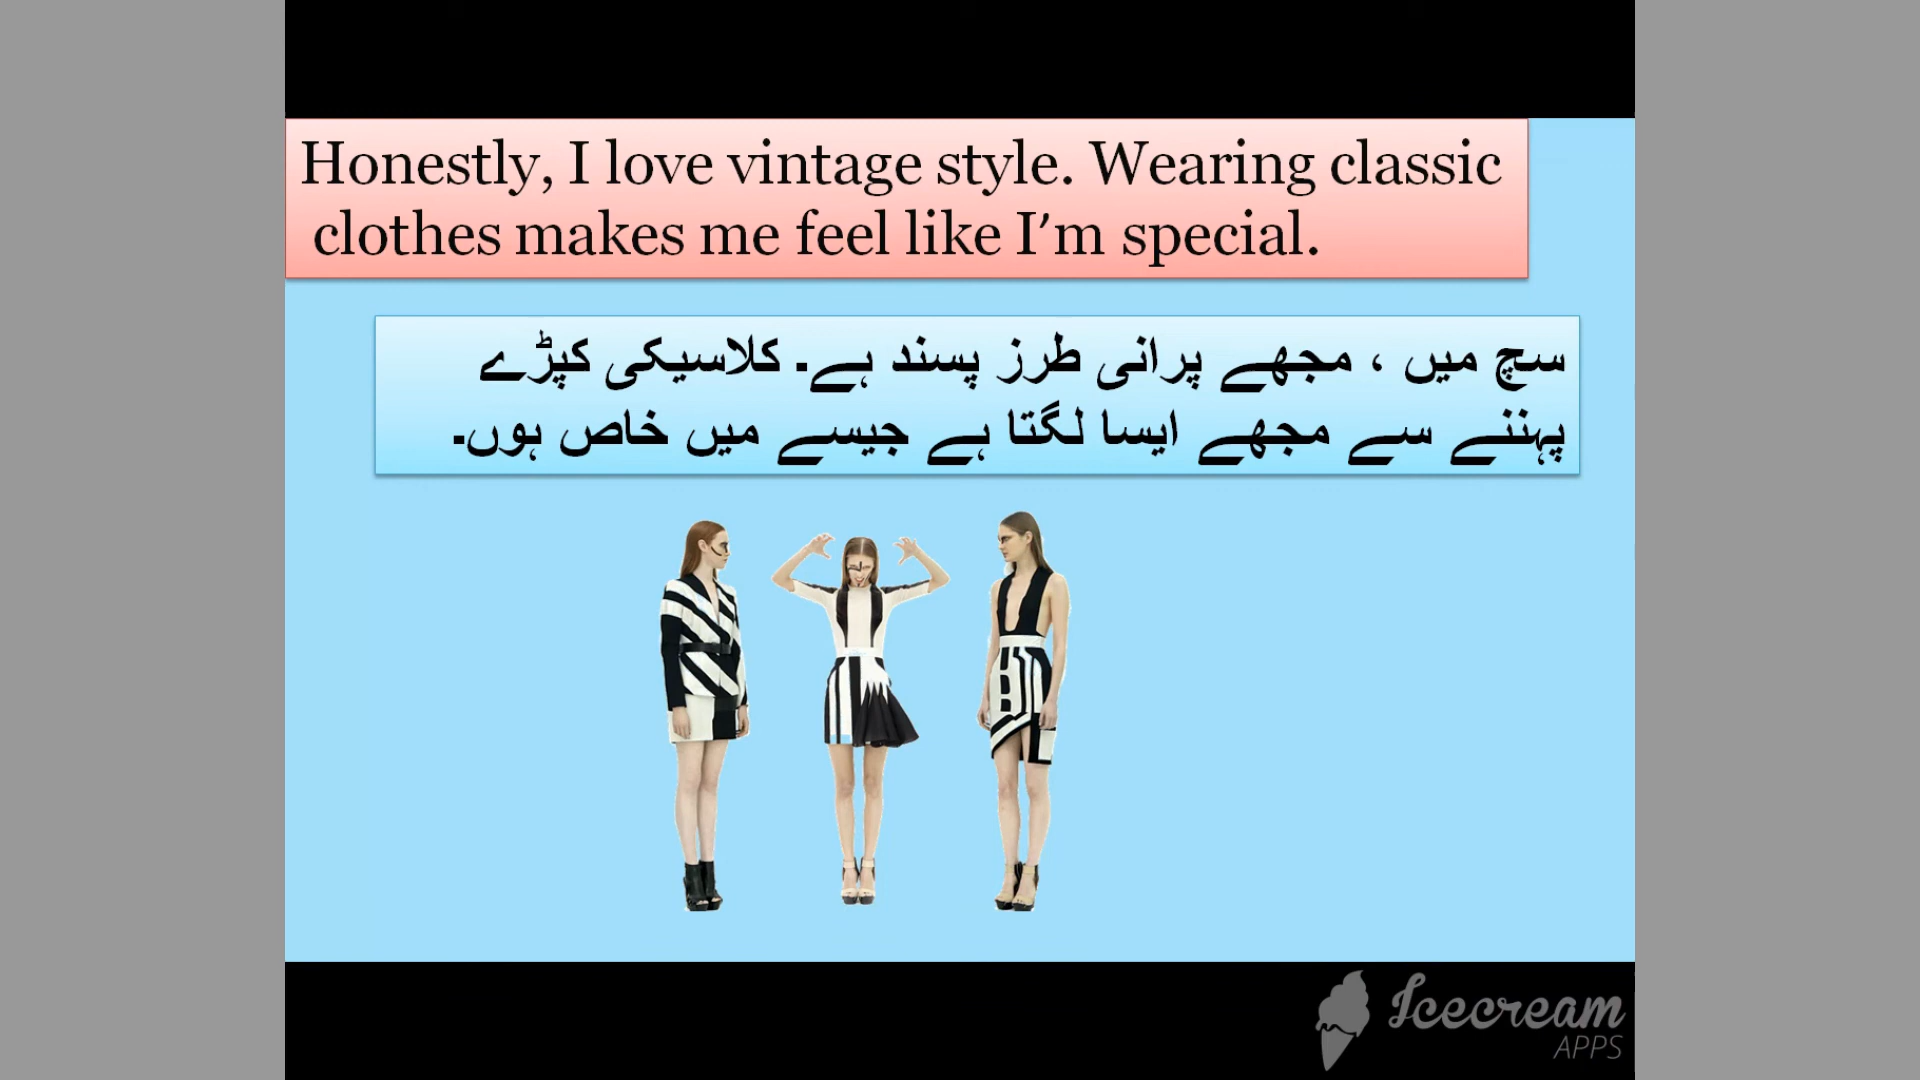 Honestly, I love vintage style. Wearing classic
clothes makes me feel like I′m special.
سچ میں ، مجھے پرانی طرز پسند ہے۔ کلاسیکی کپڑے
پہننے سے مجھے ایسا لگتا ہے جیسے میں خاص ہوں۔
Icecream
APPS